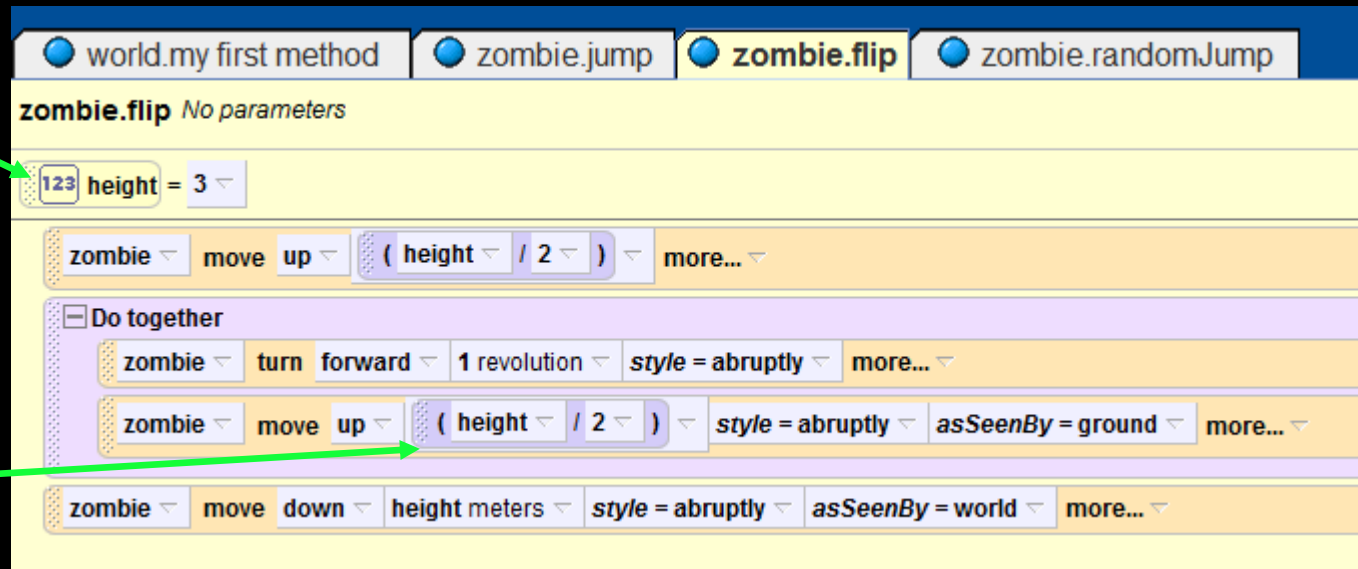 world.my first method zombie.jump zombie.flip zombie.randomJump
zombie.flip No parameters
123 height = 3
zombie move up ( height / 2 ) more...
Do together
zombie turn forward 1 revolution style = abruptly more...
zombie move up ( height / 2 ) style = abruptly asSeenBy = ground more...
zombie move down height meters style = abruptly asSeenBy = world more...